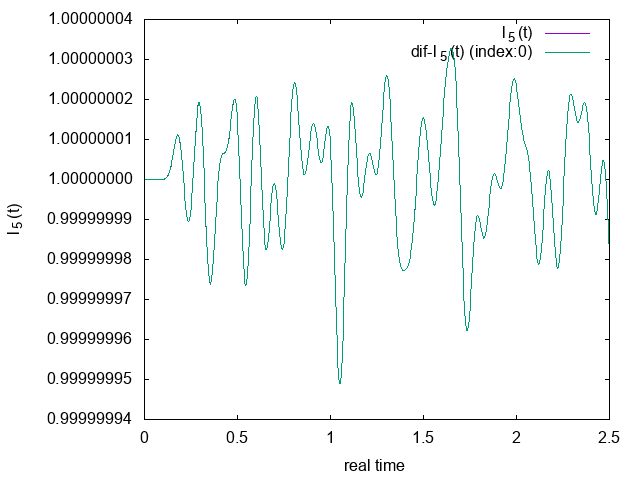 1.00000004
1.00000003
1.00000002
1.00000001
1.00000000
0.99999999
0.99999998
0.99999997
0.99999996
0.99999995
0.99999994
I5(t)
I5(t)
dif-I5(t) (index:0)
0 0.5 1 1.5 2 2.5
real time